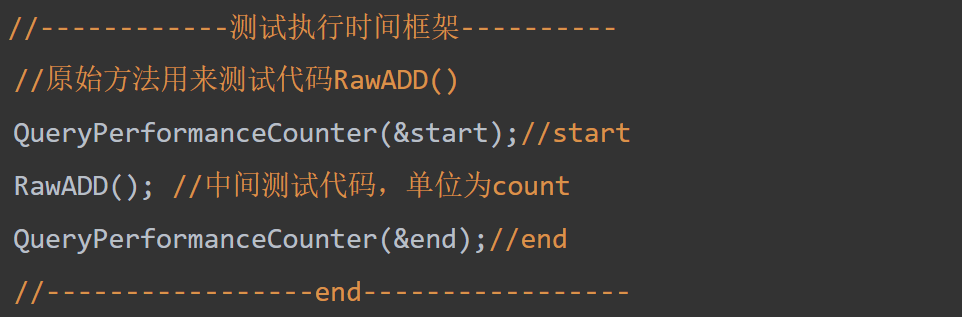 //------------测试执行时间框架----------
//原始方法用来测试代码RawADD()
QueryPerformanceCounter(&start);//start
RawADD(); //中间测试代码，单位为count
QueryPerformanceCounter(&end);//end
//-----------------end-----------------